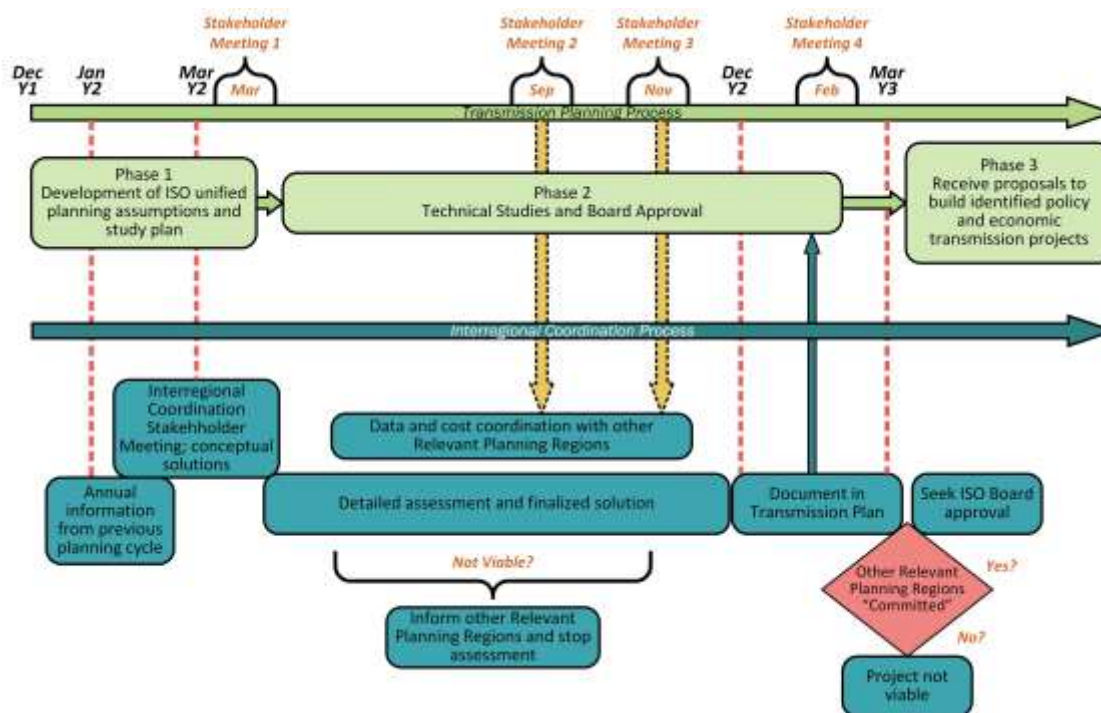 Stakeholder
Meeting 1
Stakeholder
Meeting 2
Stakeholder
Meeting 3
Stakeholder
Meeting 4
Dec
Y1
Jan
Y2
Mar
Y2
Mar
Sep
Nov
Dec
Y2
Feb
Mar
Y3
Transmission Planning Process
Phase 1
Development of ISO unified
planning assumptions and
study plan
Phase 2
Technical Studies and Board Approval
Phase 3
Receive proposals to
build identified policy
and economic
transmission projects
Interregional Coordination Process
Interregional
Coordination
Stakehholder
Meeting; conceptual
solutions
Data and cost coordination with other
Relevant Planning Regions
Annual
information
from previous
planning cycle
Detailed assessment and finalized solution
Document in
Transmission Plan
Seek ISO Board
approval
Not Viable?
Yes?
Other Relevant
Planning Regions
"Committed"
Inform other Relevant
Planning Regions and stop
assessment
No?
Project not
viable